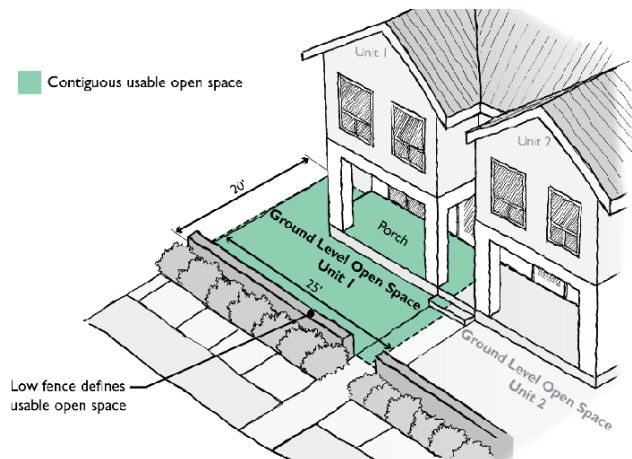 Unit 1
Contiguous usable open space
Unit 2
20'
Porch
Ground Level Open Space
Unit 1
25'
Low fence defines
usable open space
Ground Level Open Space
Unit 2